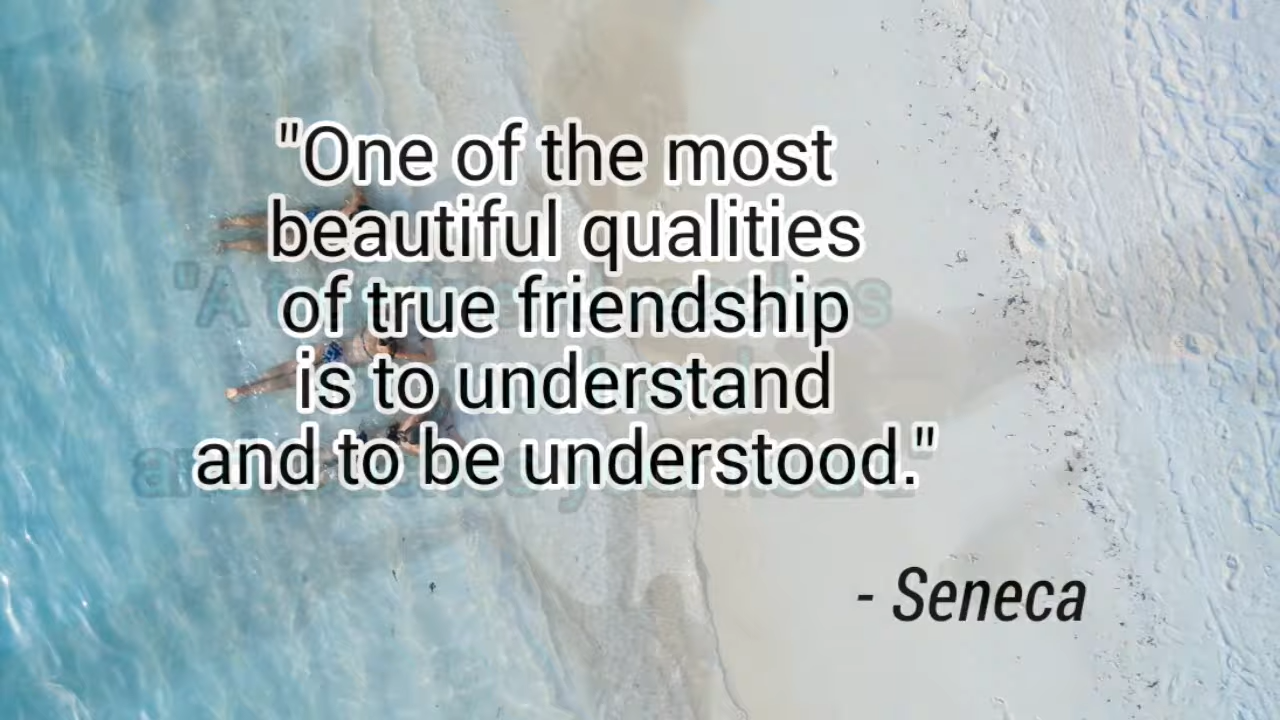 "One of the most
beautiful qualities
of true friendship
is to understand
and to be understood."
- Seneca